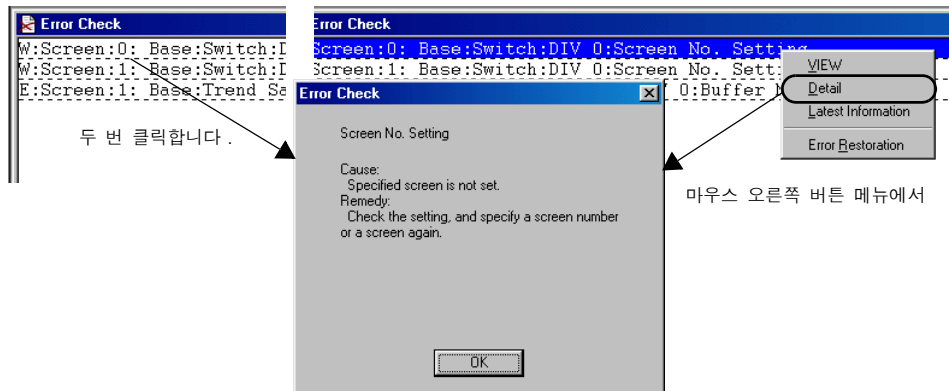 Error Check
W:Screen:0: Base:Switch:D
W:Screen:1: Base:Switch:D
E:Screen:1: Base:Trend Sa
두 번 클릭합니다 .
Error Check
Screen:0: Base:Switch:DIV 0:Screen No. Setting
Screen:1: Base:Switch:DIV 0:Screen No. Setti
0:Buffer N
VIEW
Detail
Latest Information
Error Restoration
마우스 오른쪽 버튼 메뉴에서
Error Check
Screen No. Setting
Cause:
Specified screen is not set.
Remedy:
Check the setting, and specify a screen number
or a screen again.
OK